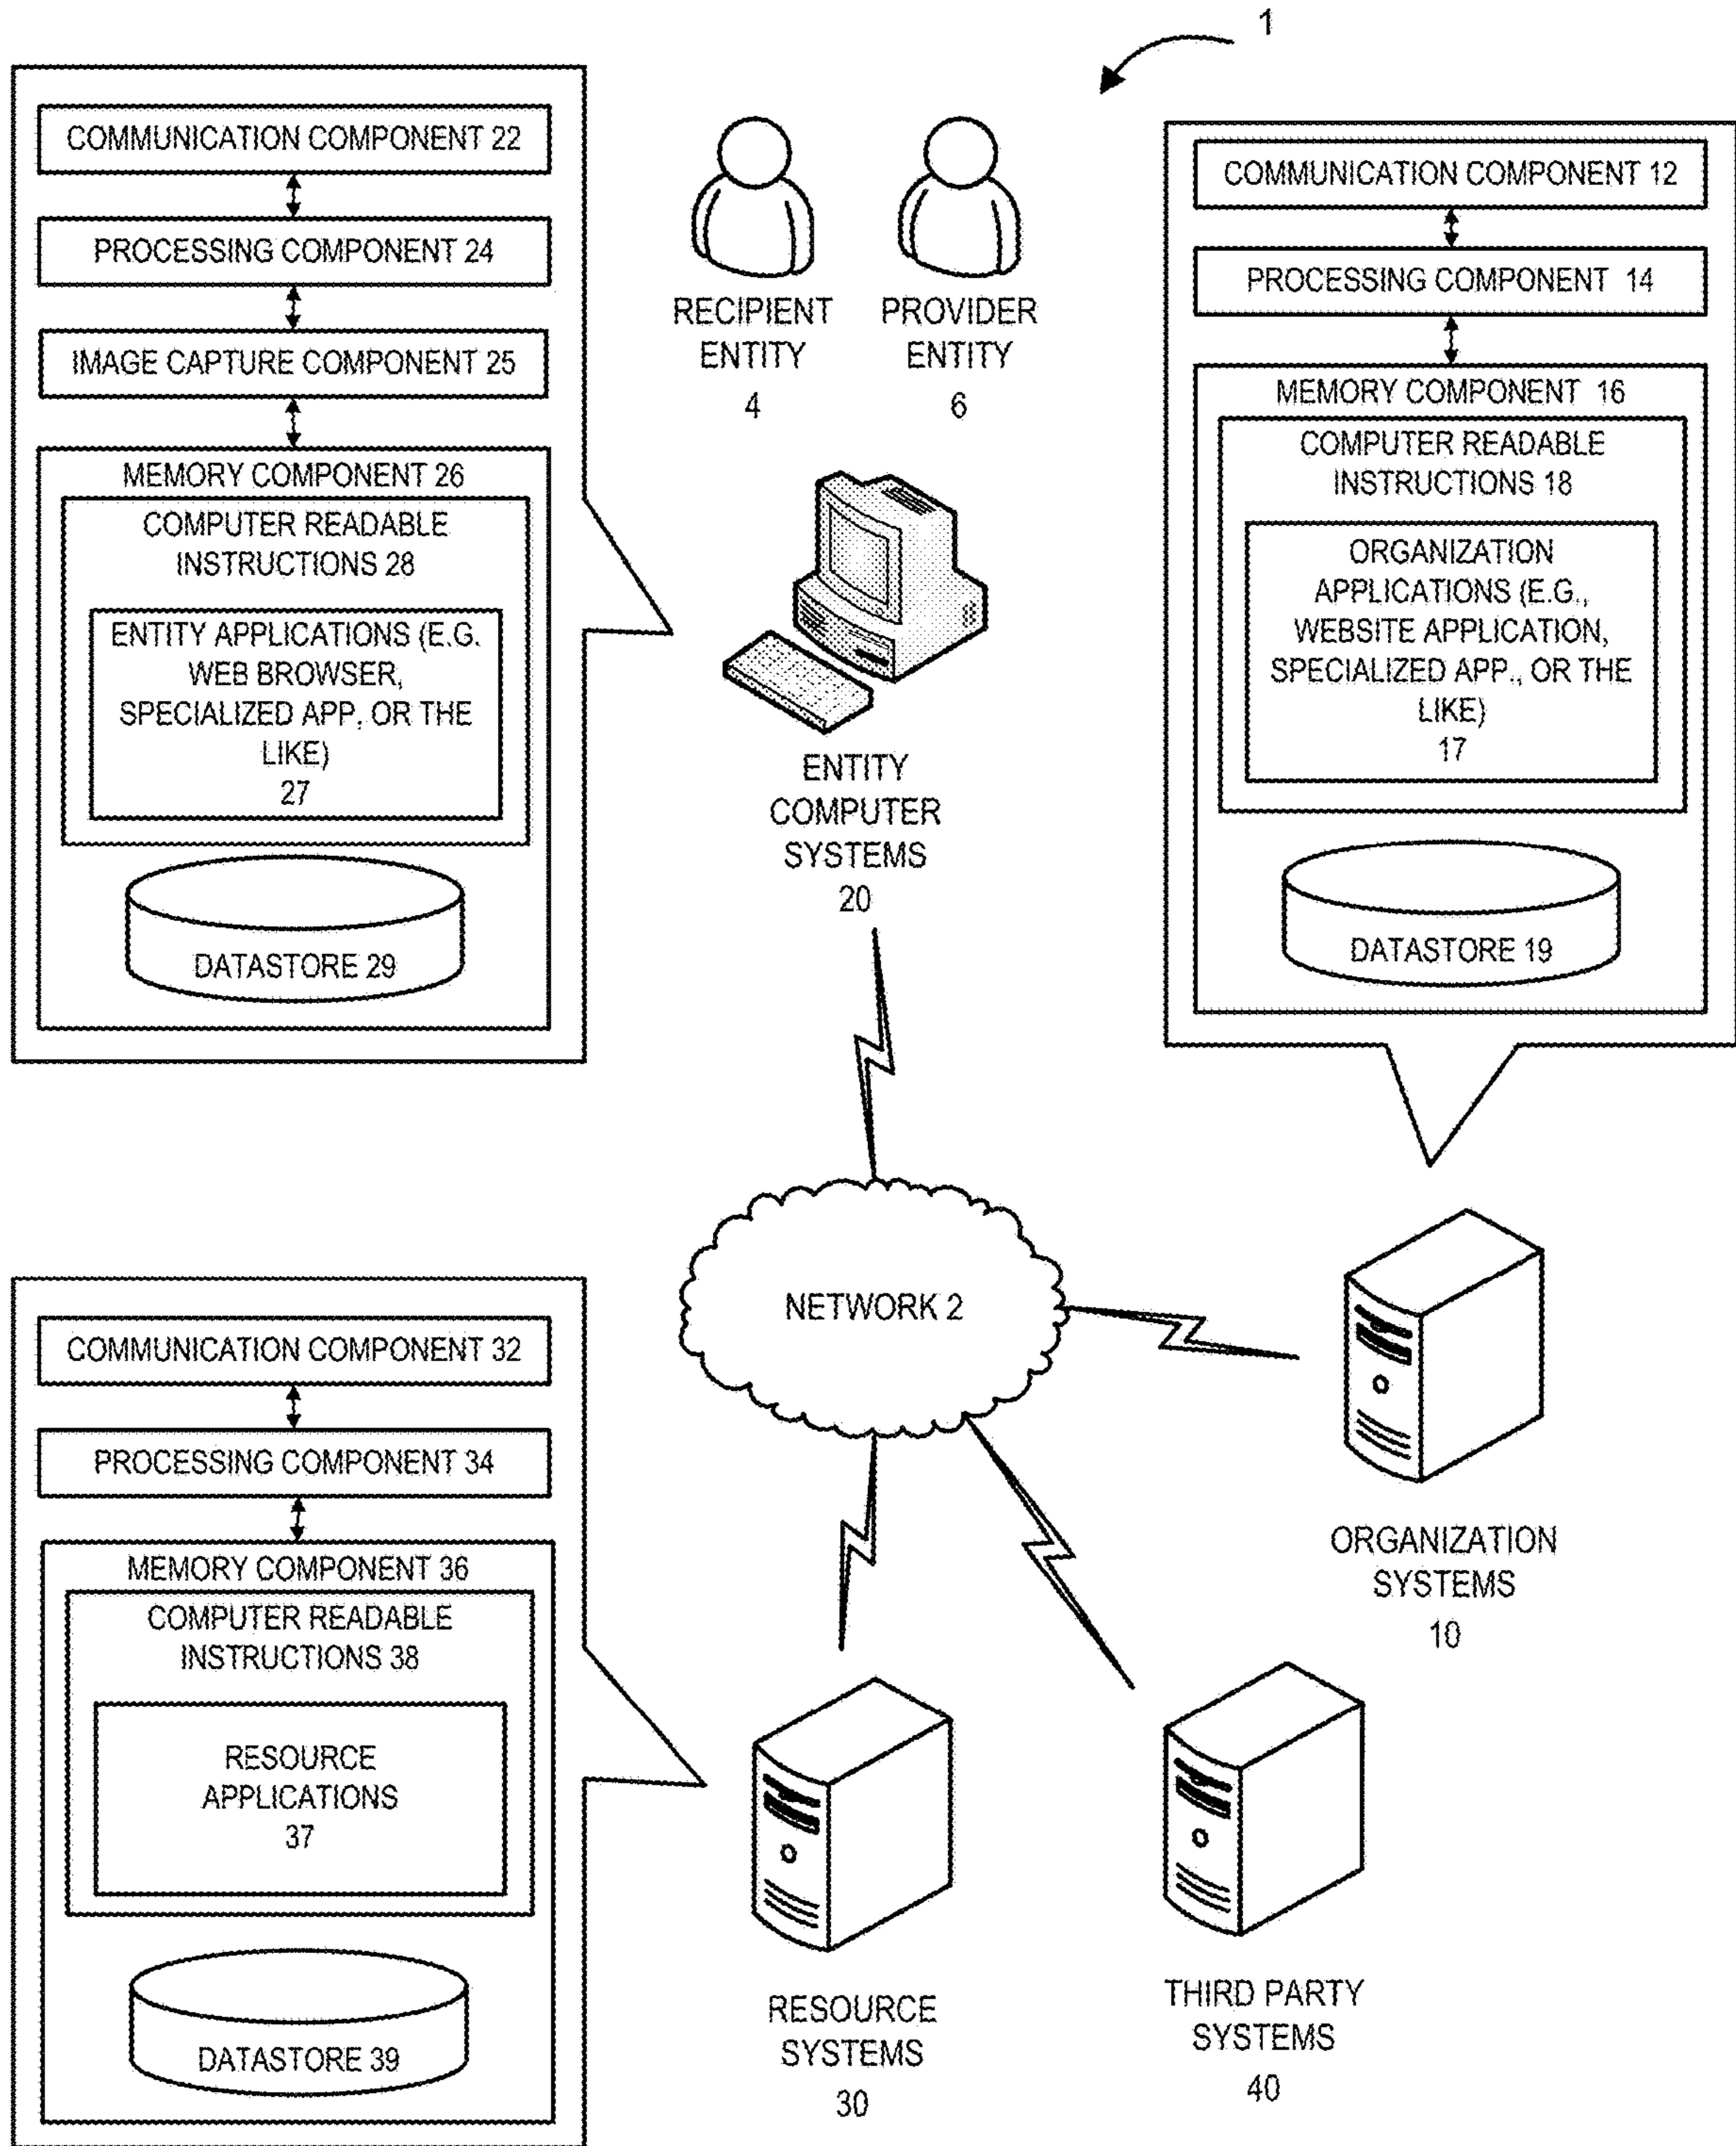 1
COMMUNICATION COMPONENT 22
PROCESSING COMPONENT 24
IMAGE CAPTURE COMPONENT 25
MEMORY COMPONENT 26
COMPUTER READABLE
INSTRUCTIONS 28
ENTITY APPLICATIONS (E.G.
WEB BROWSER,
SPECIALIZED APP, OR THE
LIKE)
27
DATASTORE 29
RECIPIENT
ENTITY
4
PROVIDER
ENTITY
6
ENTITY
COMPUTER
SYSTEMS
20
COMMUNICATION COMPONENT 12
PROCESSING COMPONENT 14
MEMORY COMPONENT 16
COMPUTER READABLE
INSTRUCTIONS 18
ORGANIZATION
APPLICATIONS (E.G.,
WEBSITE APPLICATION,
SPECIALIZED APP., OR THE
LIKE)
17
DATASTORE 19
NETWORK 2
ORGANIZATION
SYSTEMS
10
COMMUNICATION COMPONENT 32
PROCESSING COMPONENT 34
MEMORY COMPONENT 36
COMPUTER READABLE
INSTRUCTIONS 38
RESOURCE
APPLICATIONS
37
DATASTORE 39
RESOURCE
SYSTEMS
30
THIRD PARTY
SYSTEMS
40